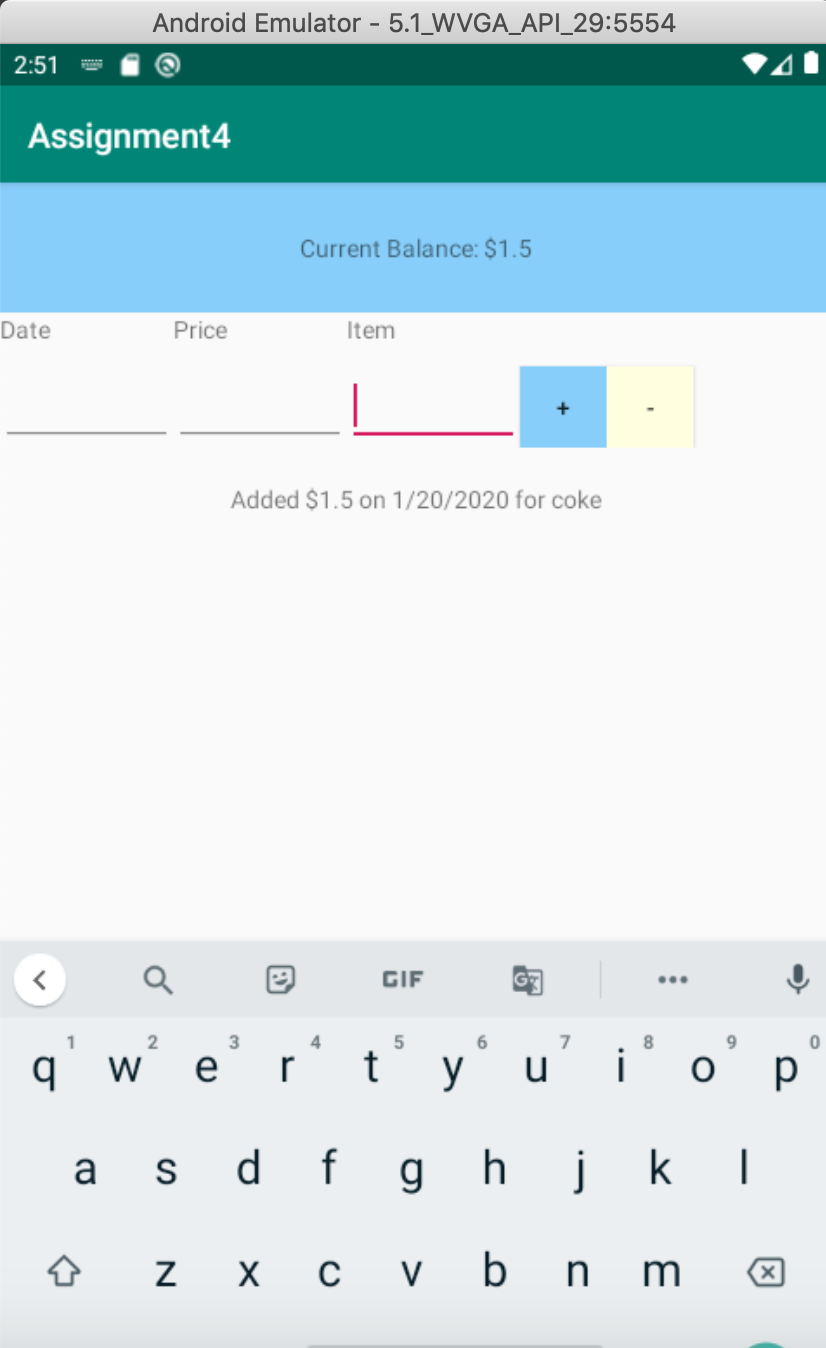 Android Emulator - 5.1_WVGA_API_29:5554
2:51
Assignment4
Current Balance: $1.5
Date Price Item
+ -
Added $1.5 on 1/20/2020 for coke
GIF G
1 2 3 4 5 6 7 8 9 0
q w e r t y u i o p
a s d f g h j k l
z x c v b n m